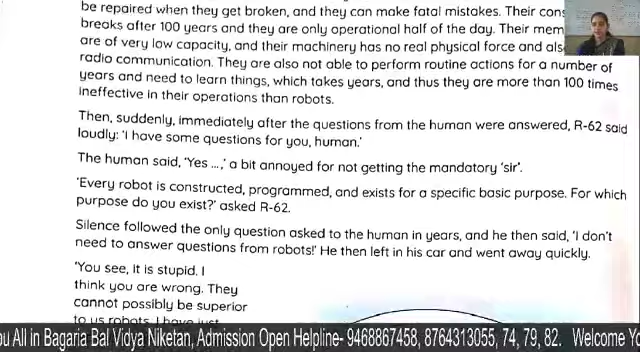 be repaired when they get broken, and they can make fatal mistakes. Their
breaks after 100 years and they are only operational half of the day. Their
are of very low capacity, and their machinery has no real physical force and
radio communication. They are also not able to perform routine actions for a number of
years and need to learn things, which takes years, and thus they are more than 100 times
ineffective in their operations than robots.
Then, suddenly, immediately after the questions from the human were answered, R-62 said
loudly: 'I have some questions for you, human.'
The human said, 'Yes ...,' a bit annoyed for not getting the mandatory 'sir'.
'Every robot is constructed, programmed, and exists for a specific basic purpose. For which
purpose do you exist?' asked R-62.
Silence followed the only question asked to the human in years, and he then said, 'I don't
need to answer questions from robots!' He then left in his car and went away quickly.
'You see, it is stupid. I
think you are wrong. They
cannot possibly be superior
to us robots. I have just
All in Bagaria Bal Vidya Niketan, Admission Open Helpline- 9468867458, 8764313055, 74, 79, 82. Welcome